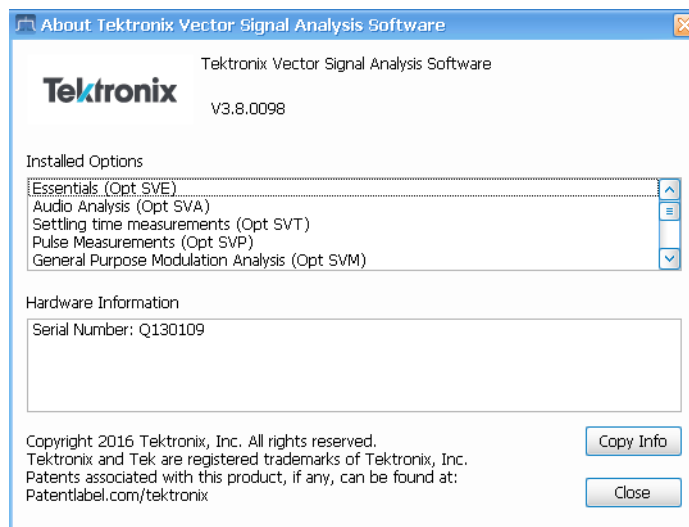 About Tektronix Vector Signal Analysis Software
Tektronix
Tektronix Vector Signal Analysis Software
V3.8.0098
Installed Options
Essentials (Opt SVE)
Audio Analysis (Opt SVA)
Settling time measurements (Opt SVT)
Pulse Measurements (Opt SVP)
General Purpose Modulation Analysis (Opt SVM)
Hardware Information
Serial Number: Q130109
Copyright 2016 Tektronix, Inc. All rights reserved.
Tektronix and Tek are registered trademarks of Tektronix, Inc.
Patents associated with this product, if any, can be found at:
Patentlabel.com/tektronix
Copy Info
Close